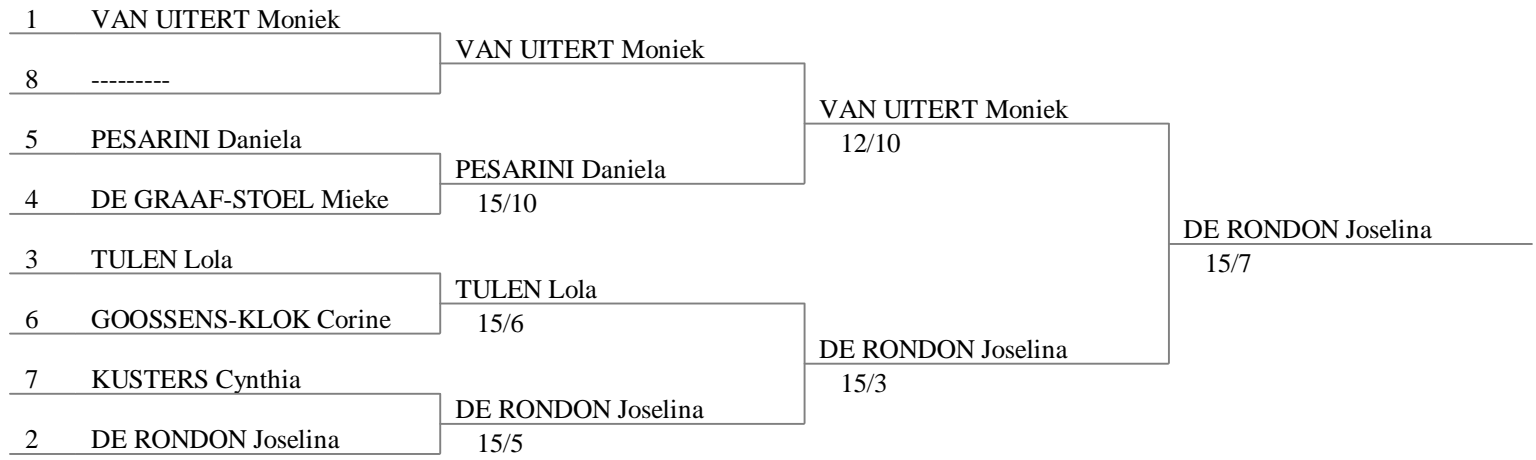 1 VAN UITERT Moniek
VAN UITERT Moniek
8 ---------
VAN UITERT Moniek
12/10
5 PESARINI Daniela
PESARINI Daniela
15/10
4 DE GRAAF-STOEL Mieke
DE RONDON Joselina
15/7
3 TULEN Lola
TULEN Lola
15/6
6 GOOSSENS-KLOK Corine
DE RONDON Joselina
15/3
7 KUSTERS Cynthia
DE RONDON Joselina
15/5
2 DE RONDON Joselina